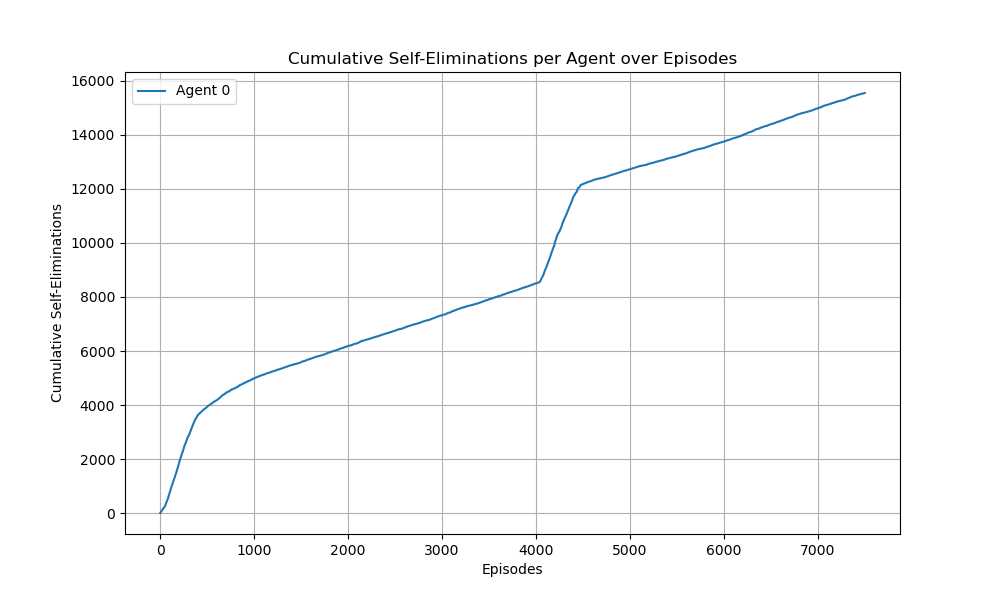 Cumulative Self-Eliminations per Agent over Episodes
Agent 0
Cumulative Self-Eliminations
16000
14000
12000
10000
8000
6000
4000
2000
0
0 1000 2000 3000 4000 5000 6000 7000
Episodes